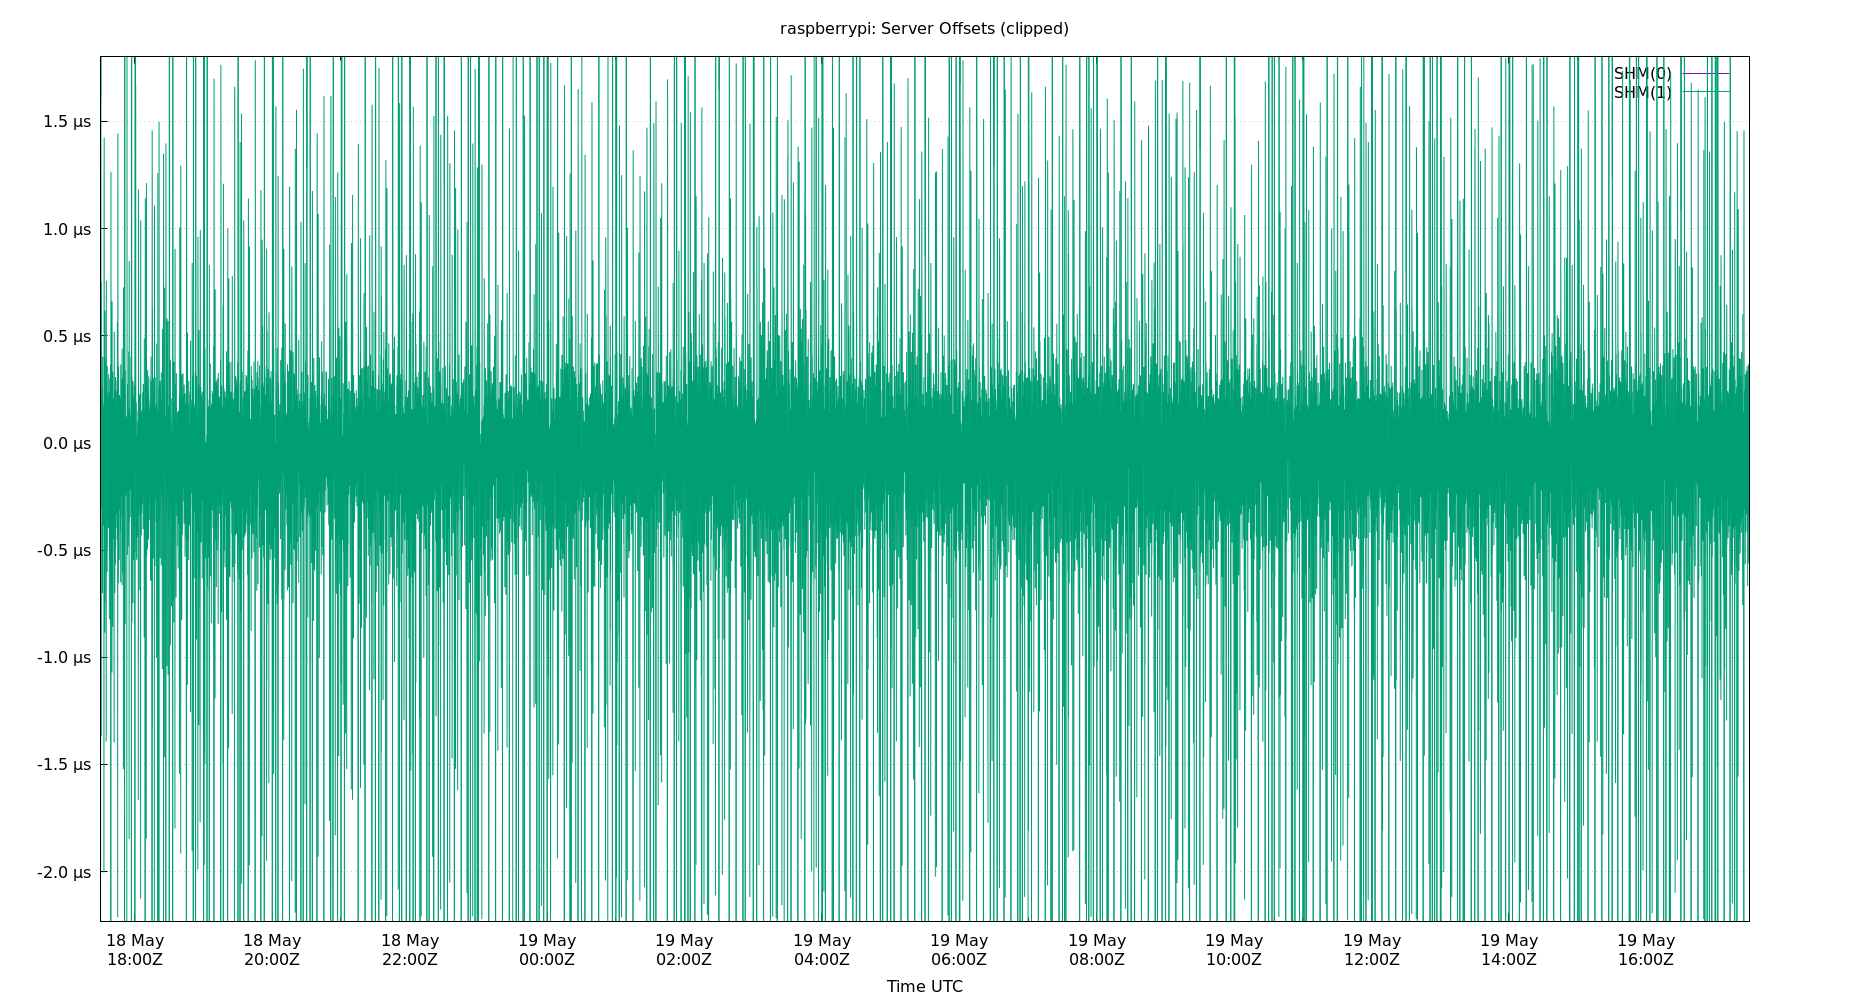 raspberrypi: Server Offsets (clipped)
SHM(0)
SHM(1)
1.5 µs
1.0 µs
0.5 µs
0.0 µs
-0.5 µs
-1.0 µs
-1.5 µs
-2.0 µs
18 May 18 May 18 May 19 May 19 May 19 May 19 May 19 May 19 May 19 May 19 May 19 May
18:00Z 20:00Z 22:00Z 00:00Z 02:00Z 04:00Z 06:00Z 08:00Z 10:00Z 12:00Z 14:00Z 16:00Z
Time UTC